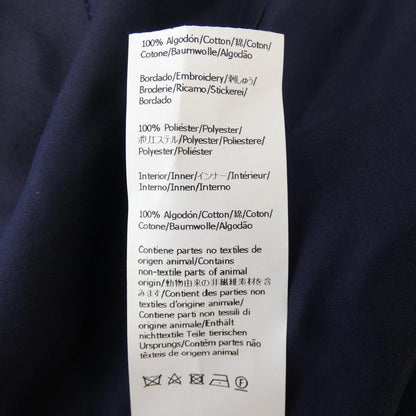 100% Algodón/Cotton/綿/Coton/
Cotone/Baumwolle/Algodão
Bordado/Embroidery/刺しゅう/
Broderie/Ricamo/Stickerei/
Bordado
100% Poliéster/Polyester/
ポリエステル/Polyester/Poliestere/
Polyester/Poliéster
Interior/Inner/インナー/Intérieur/
Interno/Innen/Interno
100% Algodón/Cotton/綿/Coton/
Cotone/Baumwolle/Algodão
Contiene partes no textiles de
origen animal/Contains
non-textile parts of animal
origin/動物由来の非繊維素材を含
みます/Contient des parties non
textiles d'origine animale/
Contiene parti non tessili di
origine animale/Enthält
nichttextile Teile tierischen
Ursprungs/Contém partes não
têxteis de origem animal
F